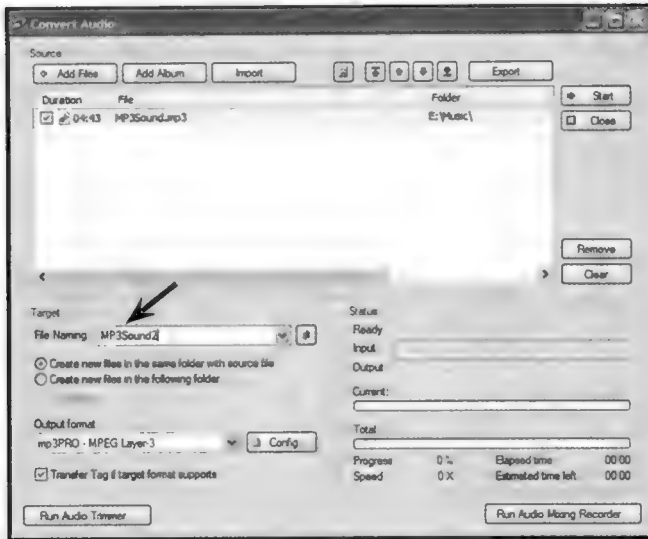 Convert Audio
Source
Add Files Add Album Import Export
Duration File Folder
Start
04:43 MP3Sound.mp3 E:\Music\
Close
Remove
Clear
Target
Status
File Naming MP3Sound2
Ready
Input
Create new files in the same folder with source file
Create new files in the following folder
Output
Current:
Output format
Total
mp3PRO - MPEG Layer-3 Config
Progress 0 % Elapsed time 00:00
Transfer Tag if target format supports
Speed 0 X Estimated time left 00:00
Run Audio Trimmer Run Audio Mixing Recorder